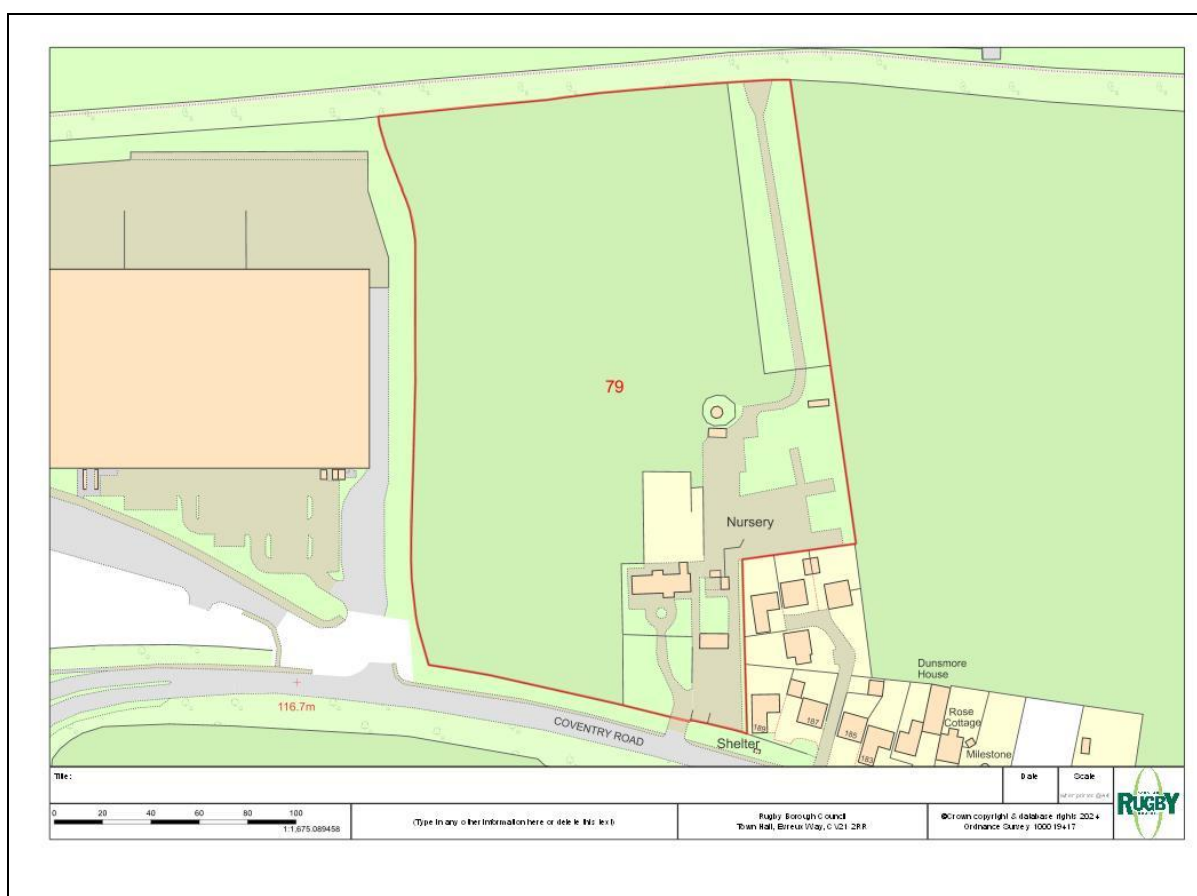 79
Nursery
Dunsmore
House
Rose
Cottage
Milestone
189
187
185
183
116.7m
COVENTRY ROAD
Shelter
Title:
Date
Scale
0 20 40 60 80 100
1:1,675.089458
(Type in any other information here or delete this text)
Rugby Borough Council
Town Hall, Evreux Way, CV21 2RR
©Crown copyright & database rights 2024
Ordnance Survey 100019417
RUGBY